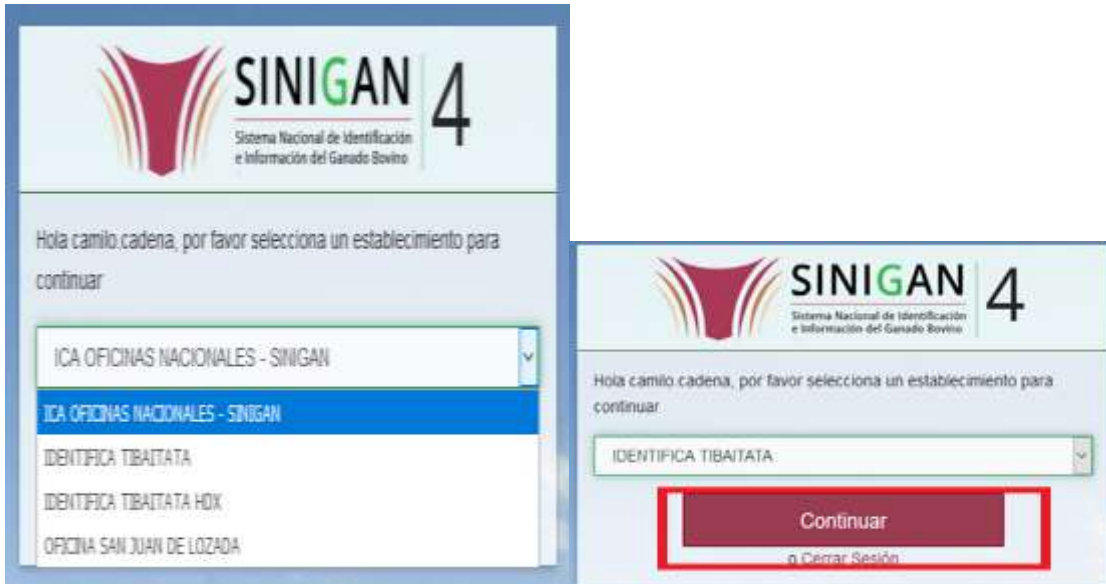 SINIGAN 4
Sistema Nacional de Identificación
e Información del Ganado Bovino
Hola camilo.cadena, por favor selecciona un establecimiento para
continuar
ICA OFICINAS NACIONALES - SINIGAN
ICA OFICINAS NACIONALES - SINIGAN
IDENTIFICA TIBAITATA
IDENTIFICA TIBAITATA HDX
OFICINA SAN JUAN DE LOZADA
SINIGAN 4
Sistema Nacional de Identificación
e Información del Ganado Bovino
Hola camilo.cadena, por favor selecciona un establecimiento para
continuar
IDENTIFICA TIBAITATA
Continuar
o Cerrar Sesión